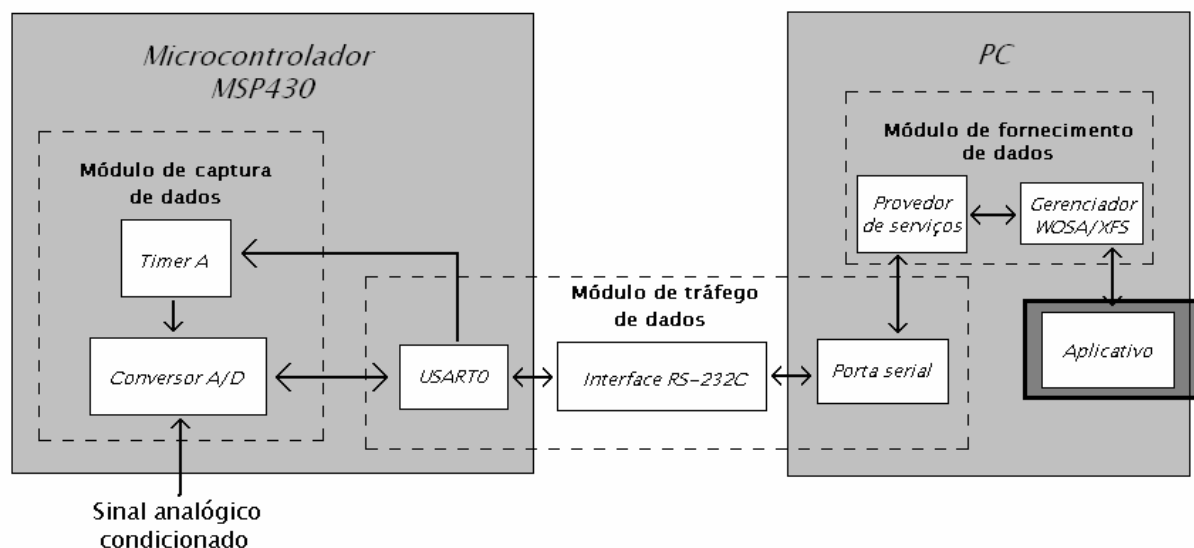 Microcontrolador
MSP430
Módulo de captura
de dados
Timer A
Conversor A/D
Sinal analógico
condicionado
Módulo de tráfego
de dados
USART0
Interface RS-232C
Porta serial
PC
Módulo de fornecimento
de dados
Provedor
de serviços
Gerenciador
WOSA/XFS
Aplicativo